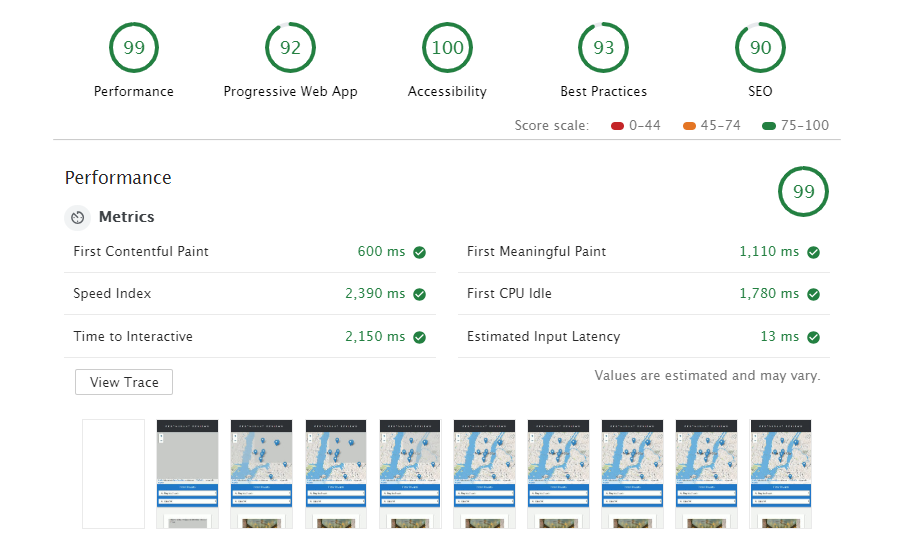 99 92 100 93 90
Performance Progressive Web App Accessibility Best Practices SEO
Score scale: 0-44 45-74 75-100
Performance
99
Metrics
First Contentful Paint 600 ms First Meaningful Paint 1,110 ms
Speed Index 2,390 ms First CPU Idle 1,780 ms
Time to Interactive 2,150 ms Estimated Input Latency 13 ms
View Trace Values are estimated and may vary.